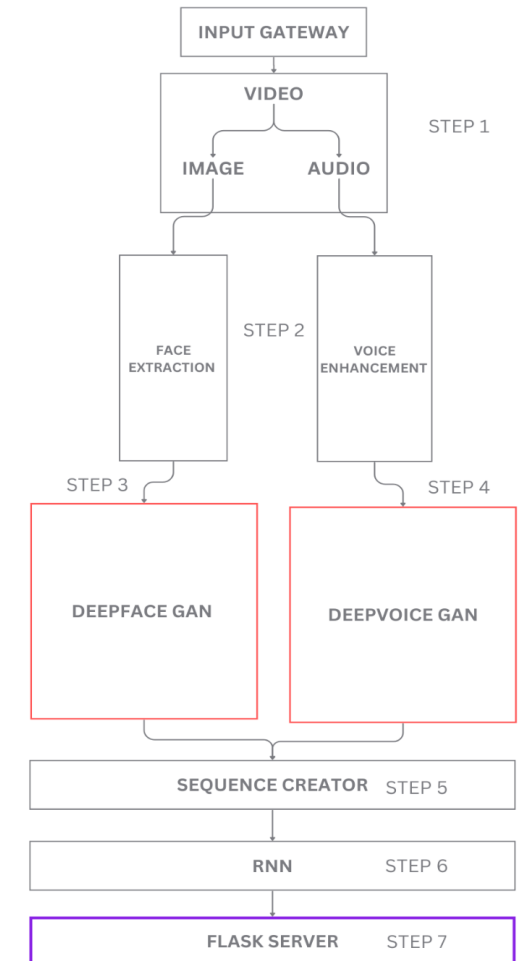 INPUT GATEWAY
VIDEO
STEP 1
IMAGE
AUDIO
STEP 2
FACE
EXTRACTION
VOICE
ENHANCEMENT
STEP 3
STEP 4
DEEPFACE GAN
DEEPVOICE GAN
SEQUENCE CREATOR STEP 5
RNN STEP 6
FLASK SERVER STEP 7